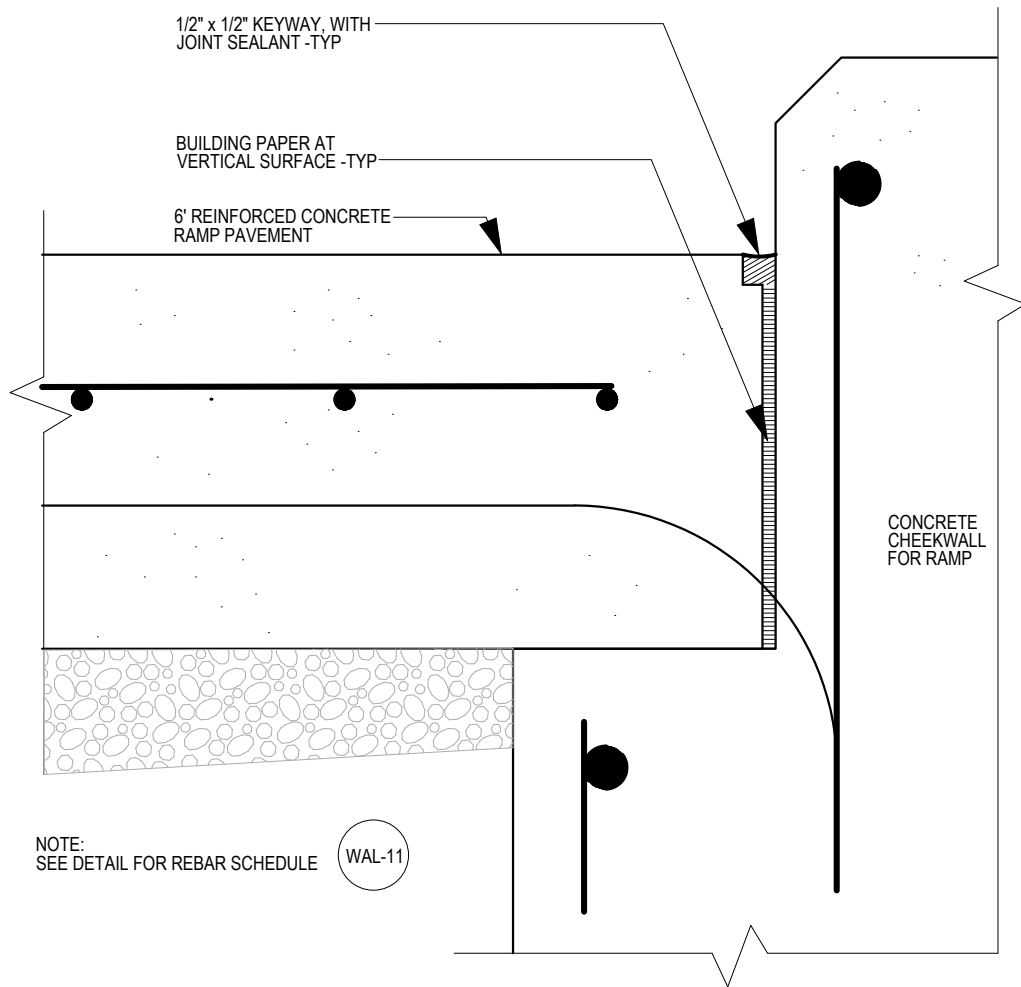 1/2" x 1/2" KEYWAY, WITH
JOINT SEALANT -TYP
BUILDING PAPER AT
VERTICAL SURFACE -TYP
6' REINFORCED CONCRETE
RAMP PAVEMENT
CONCRETE
CHEEKWALL
FOR RAMP
NOTE:
SEE DETAIL FOR REBAR SCHEDULE
WAL-11